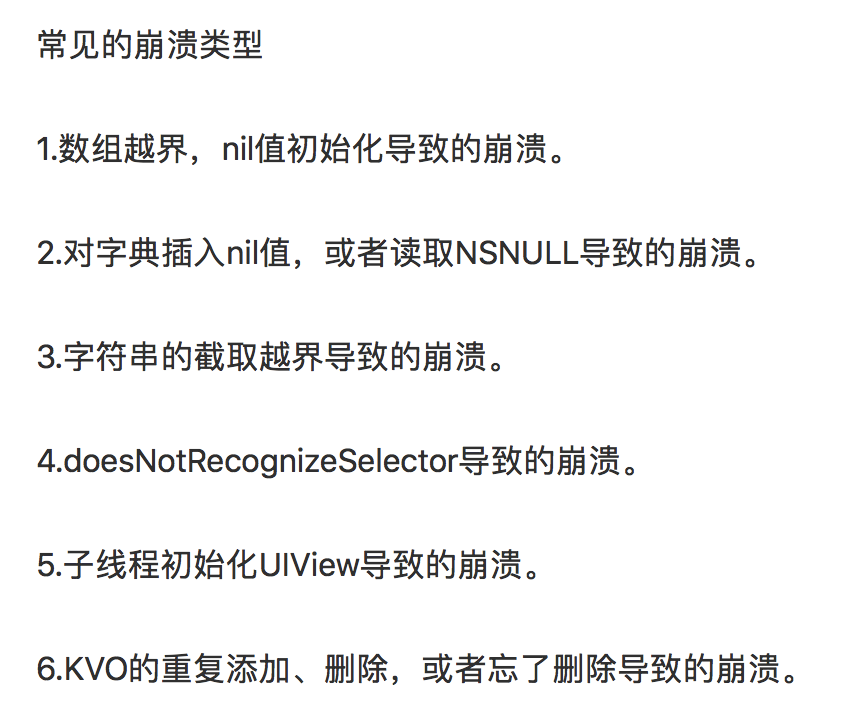 常见的崩溃类型
1.数组越界，nil值初始化导致的崩溃。
2.对字典插入nil值，或者读取NSNULL导致的崩溃。
3.字符串的截取越界导致的崩溃。
4.doesNotRecognizeSelector导致的崩溃。
5.子线程初始化UIView导致的崩溃。
6.KVO的重复添加、删除，或者忘了删除导致的崩溃。